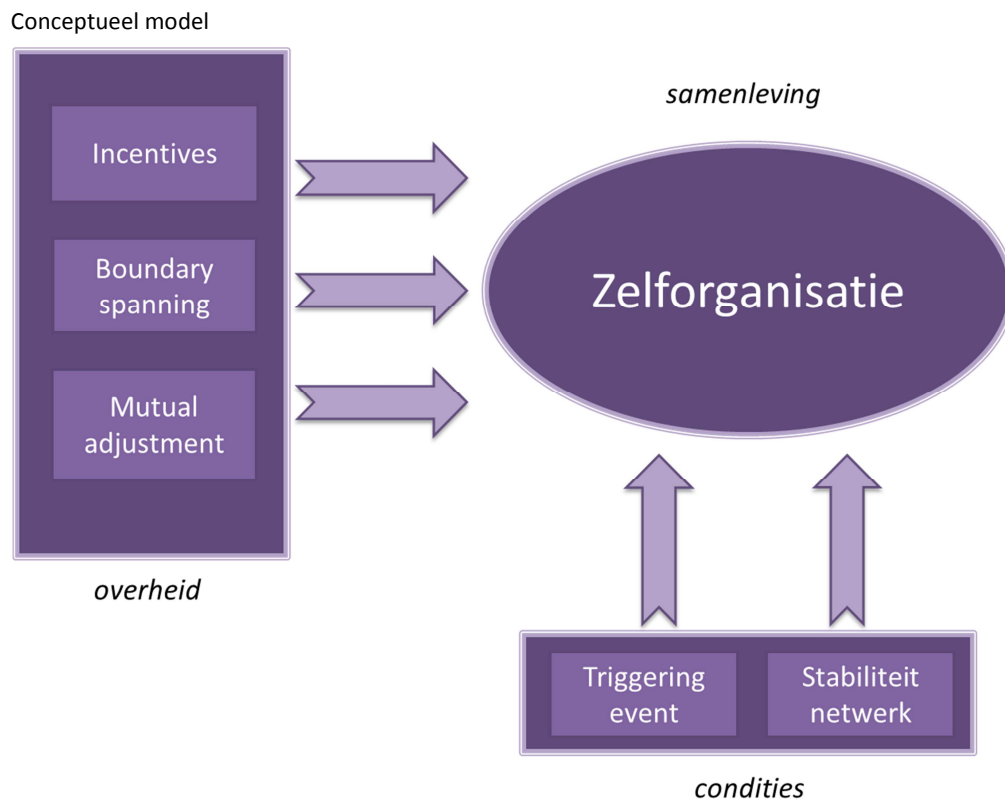 Conceptueel model
samenleving
Incentives
Boundary
spanning
Mutual
adjustment
Zelforganisatie
overheid
Triggering
event
Stabiliteit
netwerk
condities